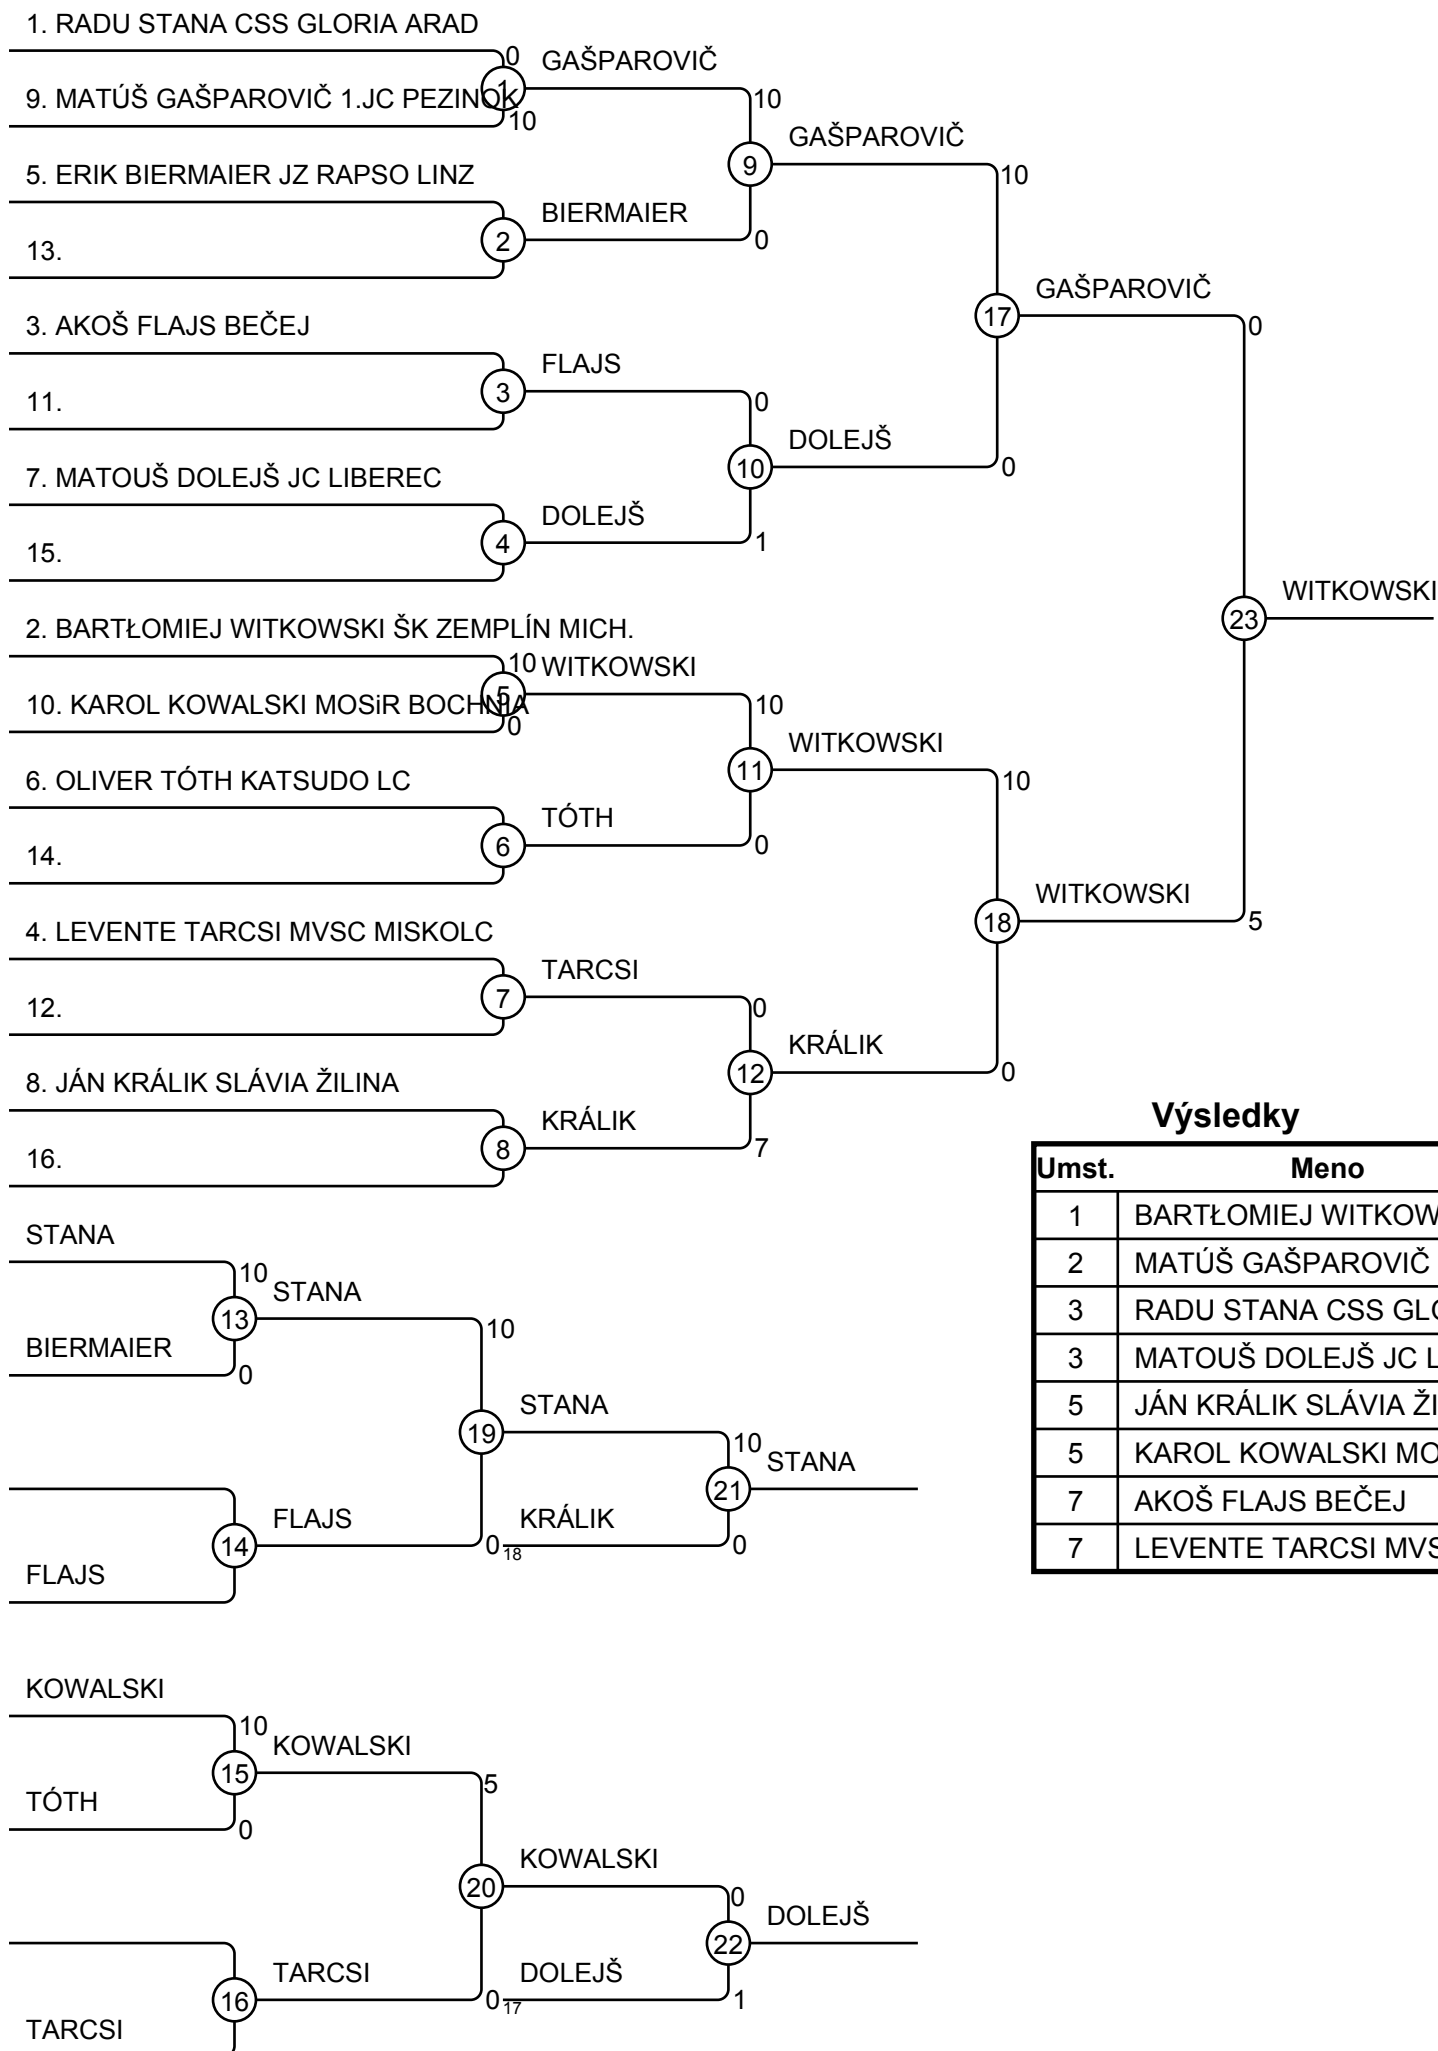 1. RADU STANA CSS GLORIA ARAD
0
GAŠPAROVIČ
1
9. MATÚŠ GAŠPAROVIČ 1.JC PEZINOK
10
10
GAŠPAROVIČ
9
5. ERIK BIERMAIER JZ RAPSO LINZ
10
BIERMAIER
2
0
13.
GAŠPAROVIČ
17
3. AKOŠ FLAJS BEČEJ
0
FLAJS
3
0
11.
DOLEJŠ
10
0
7. MATOUŠ DOLEJŠ JC LIBEREC
DOLEJŠ
4
1
15.
WITKOWSKI
23
2. BARTŁOMIEJ WITKOWSKI ŠK ZEMPLÍN MICH.
10
WITKOWSKI
5
10. KAROL KOWALSKI MOSiR BOCHNIA
10
0
WITKOWSKI
11
6. OLIVER TÓTH KATSUDO LC
10
TÓTH
6
0
14.
WITKOWSKI
18
5
4. LEVENTE TARCSI MVSC MISKOLC
TARCSI
7
0
12.
KRÁLIK
12
0
8. JÁN KRÁLIK SLÁVIA ŽILINA
KRÁLIK
8
7
16.
Výsledky
Umst. Meno
1 BARTŁOMIEJ WITKOW
2 MATÚŠ GAŠPAROVIČ
3 RADU STANA CSS GL
3 MATOUŠ DOLEJŠ JC L
5 JÁN KRÁLIK SLÁVIA ŽI
5 KAROL KOWALSKI MO
7 AKOŠ FLAJS BEČEJ
7 LEVENTE TARCSI MVS
STANA
10
STANA
13
10
BIERMAIER
0
STANA
19
10
STANA
21
FLAJS
14
0
18
KRÁLIK
0
FLAJS
KOWALSKI
10
KOWALSKI
15
5
TÓTH
0
KOWALSKI
20
0
DOLEJŠ
22
TARCSI
16
0
17
DOLEJŠ
1
TARCSI